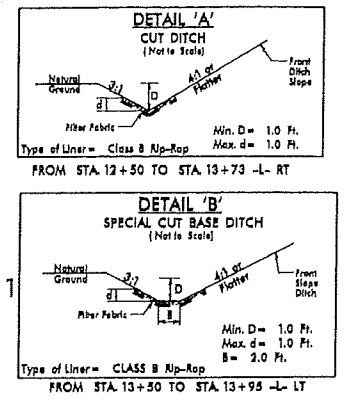 DETAIL 'A'
CUT DITCH
(Not to Scale)
Natural
Ground
3:1
D
4:1 or
Flatter
Front
Ditch
Slope
d
Filter Fabric
Min. D= 1.0 Ft.
Max. d= 1.0 Ft.
Type of Liner= Class B Rip-Rap
FROM STA. 12+50 TO STA. 13+73 -L- RT
DETAIL 'B'
SPECIAL CUT BASE DITCH
(Not to Scale)
Natural
Ground
3:1
D
4:1 or
Flatter
Front
Slope
Ditch
d
Filter Fabric
B
Min. D= 1.0 Ft.
Max. d= 1.0 Ft.
B= 2.0 Ft.
Type of Liner= CLASS B Rip-Rap
FROM STA. 13+50 TO STA. 13+95 -L- LT
1